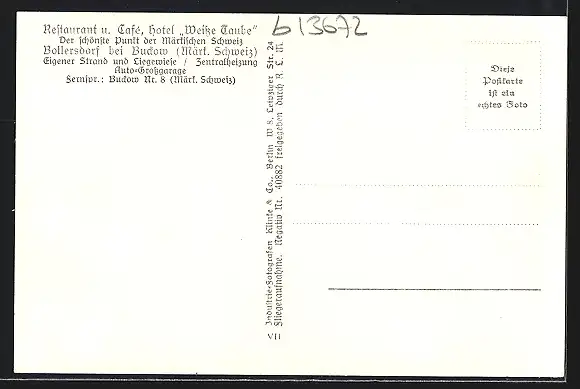 Restaurant u. Café, Hotel „Weiße Taube"
Der schönste Punkt der Märkischen Schweiz
Bollersdorf bei Buckow (Märk. Schweiz)
Eigener Strand und Liegewiese / Zentralheizung
Auto-Großgarage
Fernspr.: Buckow Nr. 8 (Märk. Schweiz)
b 13672
Industrie-Fotografen Klinke & Co., Berlin W 8, Leipziger Str. 24
Fliegeraufnahme. Negativ Nr. 40882 freigegeben durch R. L. M.
VII
Diese
Postkarte
ist ein
echtes Foto